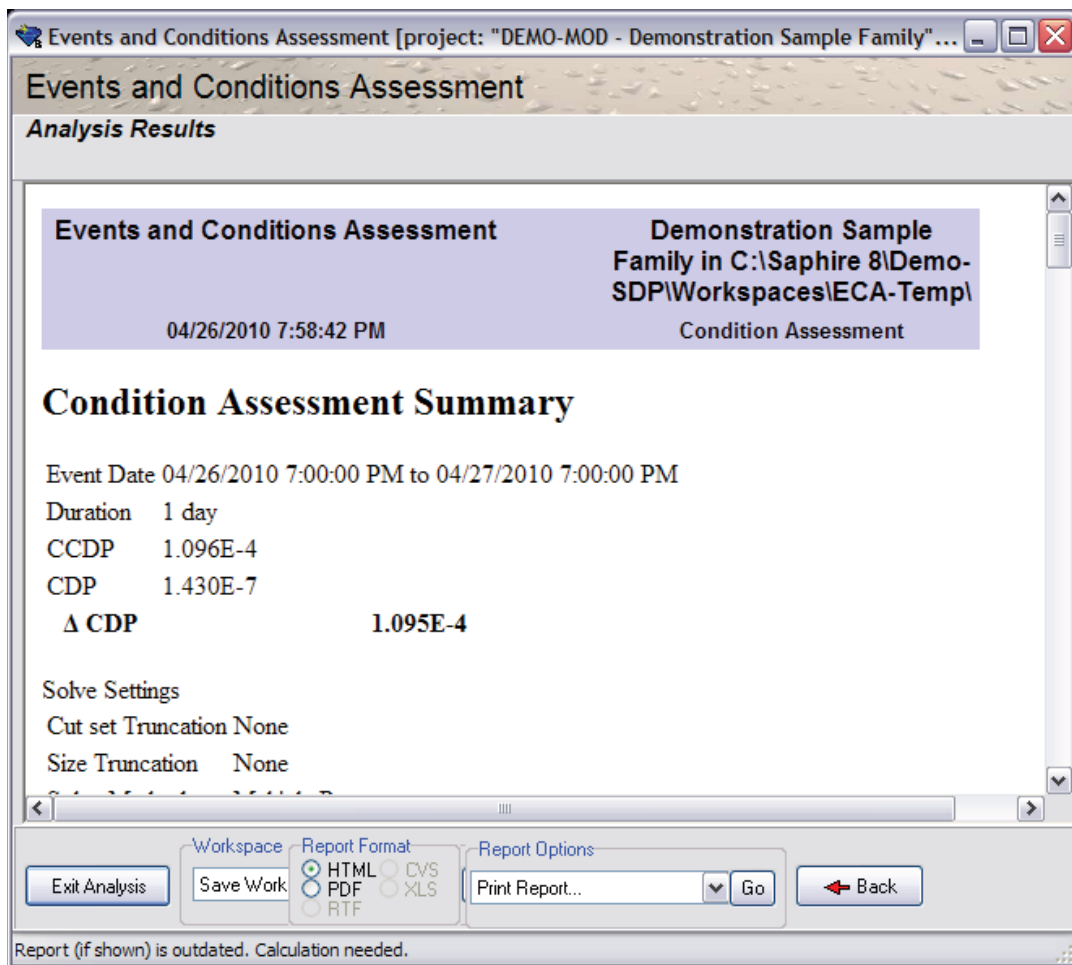 Events and Conditions Assessment [project: "DEMO-MOD - Demonstration Sample Family"...
Events and Conditions Assessment
Analysis Results
Events and Conditions Assessment
Demonstration Sample
Family in C:\Saphire 8\Demo-
SDP\Workspaces\ECA-Temp\
04/26/2010 7:58:42 PM Condition Assessment
Condition Assessment Summary
Event Date 04/26/2010 7:00:00 PM to 04/27/2010 7:00:00 PM
Duration 1 day
CCDP 1.096E-4
CDP 1.430E-7
Δ CDP 1.095E-4
Solve Settings
Cut set Truncation None
Size Truncation None
Workspace Report Format Report Options
Exit Analysis Save Work HTML CVS Print Report... Go Back
PDF XLS
RTF
Report (if shown) is outdated. Calculation needed.